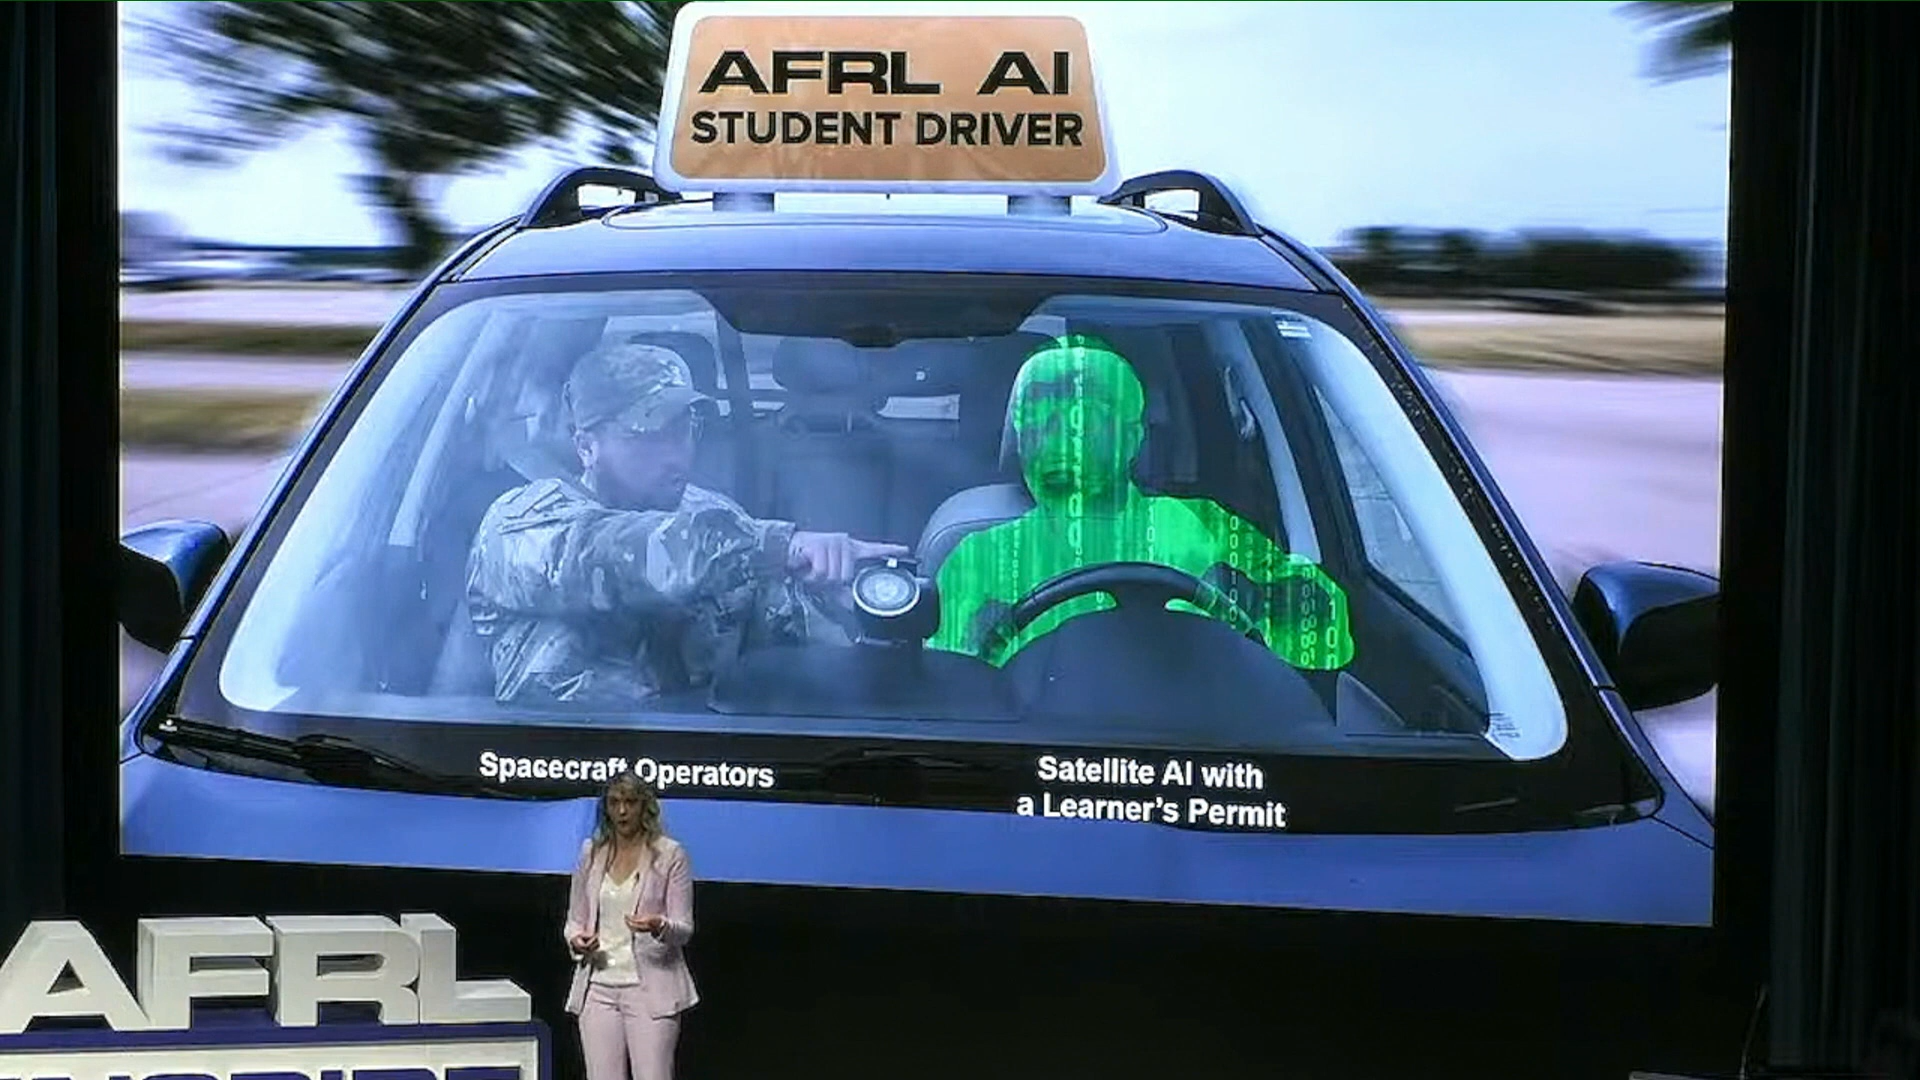 AFRL AI
STUDENT DRIVER
Spacecraft Operators
Satellite AI with
a Learner's Permit
AFRL